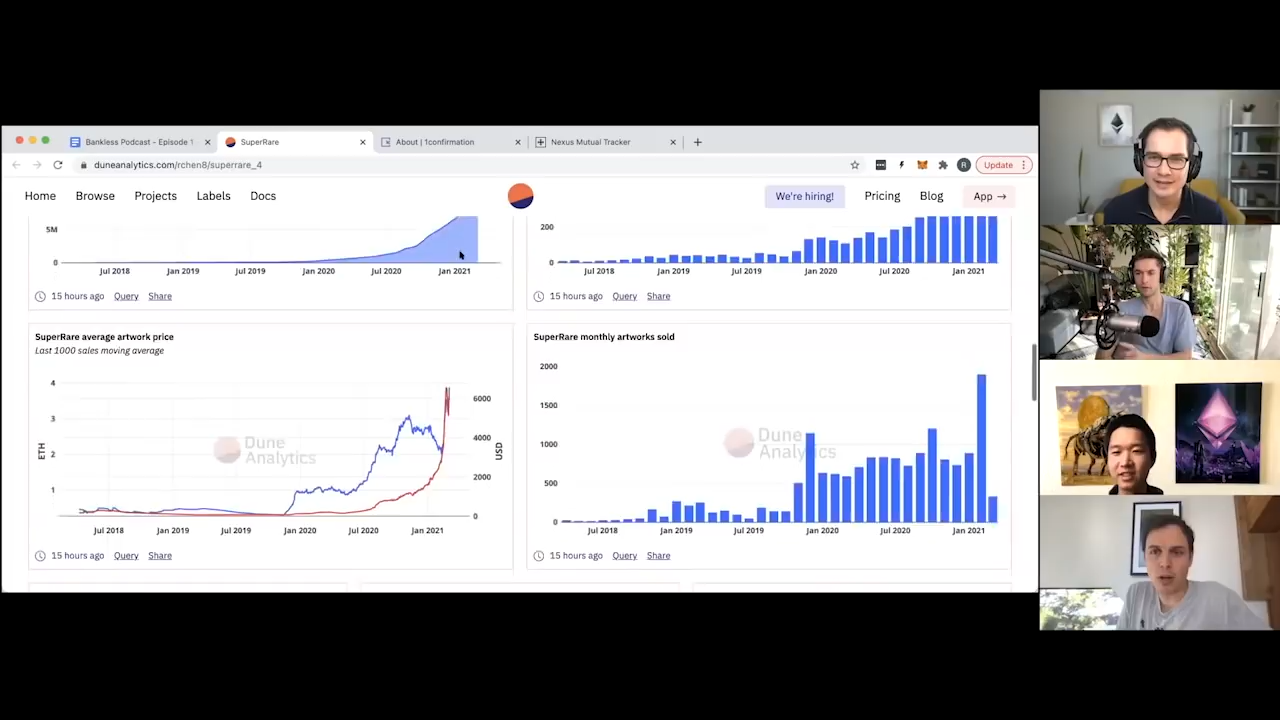 Bankless Podcast - Episode 1
SuperRare
About | 1confirmation
Nexus Mutual Tracker
duneanalytics.com/rchen8/superrare_4
R
Update
Home
Browse
Projects
Labels
Docs
We're hiring!
Pricing
Blog
App →
5M
0
Jul 2018
Jan 2019
Jul 2019
Jan 2020
Jul 2020
Jan 2021
15 hours ago
Query
Share
200
0
Jul 2018
Jan 2019
Jul 2019
Jan 2020
Jul 2020
Jan 2021
15 hours ago
Query
Share
SuperRare average artwork price
Last 1000 sales moving average
4
3
2
1
ETH
6000
4000
2000
0
USD
Dune
Analytics
Jul 2018
Jan 2019
Jul 2019
Jan 2020
Jul 2020
Jan 2021
15 hours ago
Query
Share
SuperRare monthly artworks sold
2000
1500
1000
500
0
Dune
Analytics
Jul 2018
Jan 2019
Jul 2019
Jan 2020
Jul 2020
Jan 2021
15 hours ago
Query
Share